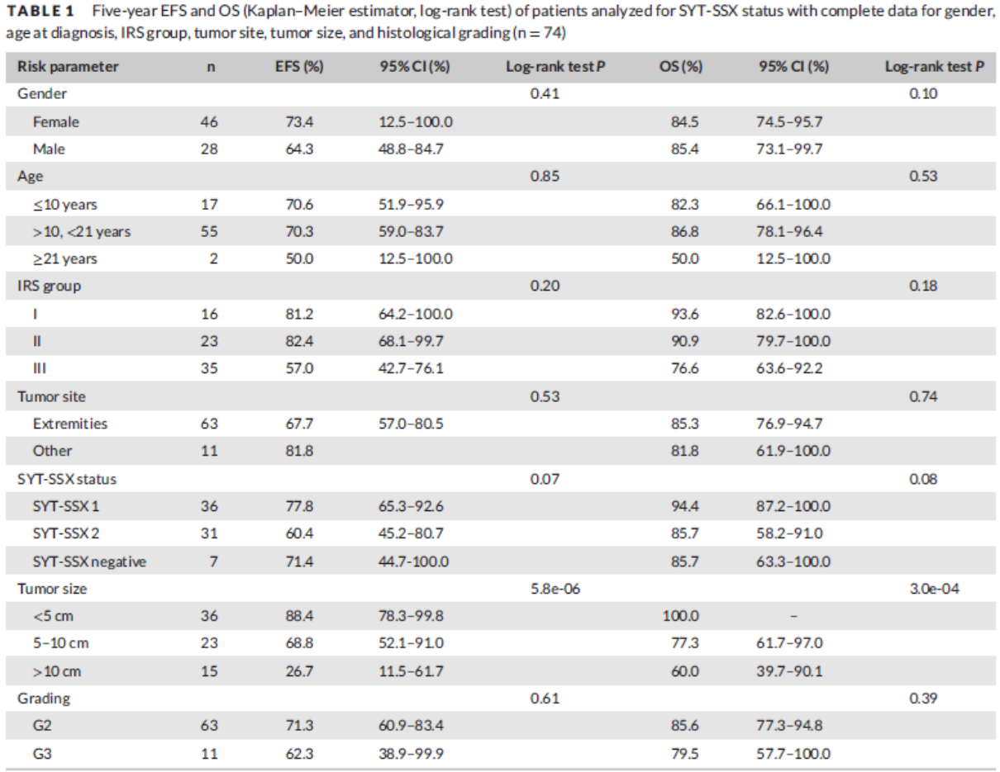 TABLE 1 Five-year EFS and OS (Kaplan–Meier estimator, log-rank test) of patients analyzed for SYT-SSX status with complete data for gender,
age at diagnosis, IRS group, tumor site, tumor size, and histological grading (n = 74)
Risk parameter n EFS (%) 95% CI (%) Log-rank test P OS (%) 95% CI (%) Log-rank test P
Gender 0.41 0.10
Female 46 73.4 12.5–100.0 84.5 74.5–95.7
Male 28 64.3 48.8–84.7 85.4 73.1–99.7
Age 0.85 0.53
≤10 years 17 70.6 51.9–95.9 82.3 66.1–100.0
>10, <21 years 55 70.3 59.0–83.7 86.8 78.1–96.4
≥21 years 2 50.0 12.5–100.0 50.0 12.5–100.0
IRS group 0.20 0.18
I 16 81.2 64.2–100.0 93.6 82.6–100.0
II 23 82.4 68.1–99.7 90.9 79.7–100.0
III 35 57.0 42.7–76.1 76.6 63.6–92.2
Tumor site 0.53 0.74
Extremities 63 67.7 57.0–80.5 85.3 76.9–94.7
Other 11 81.8 81.8 61.9–100.0
SYT-SSX status 0.07 0.08
SYT-SSX 1 36 77.8 65.3–92.6 94.4 87.2–100.0
SYT-SSX 2 31 60.4 45.2–80.7 85.7 58.2–91.0
SYT-SSX negative 7 71.4 44.7-100.0 85.7 63.3–100.0
Tumor size 5.8e-06 3.0e-04
<5 cm 36 88.4 78.3–99.8 100.0 –
5–10 cm 23 68.8 52.1–91.0 77.3 61.7–97.0
>10 cm 15 26.7 11.5–61.7 60.0 39.7–90.1
Grading 0.61 0.39
G2 63 71.3 60.9–83.4 85.6 77.3–94.8
G3 11 62.3 38.9–99.9 79.5 57.7–100.0